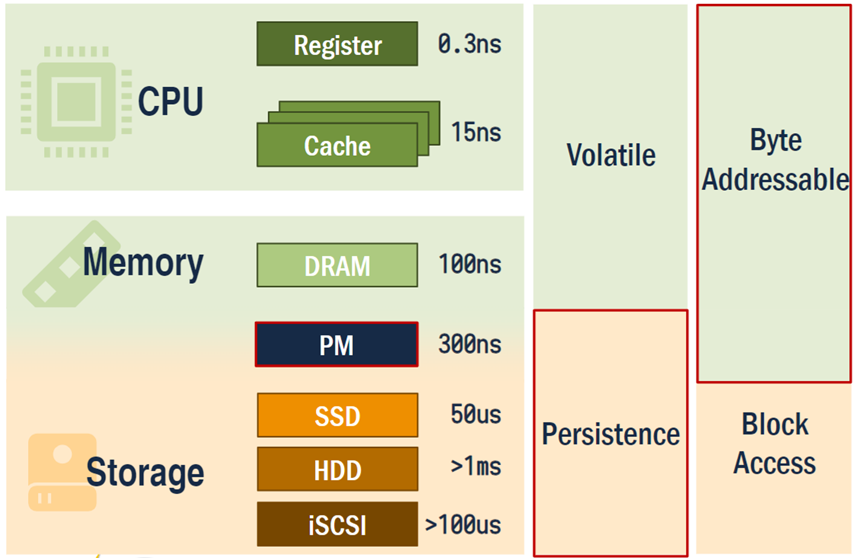 CPU
Register 0.3ns
Cache 15ns
Memory
DRAM 100ns
PM 300ns
Storage
SSD 50us
HDD >1ms
iSCSI >100us
Volatile
Persistence
Byte
Addressable
Block
Access